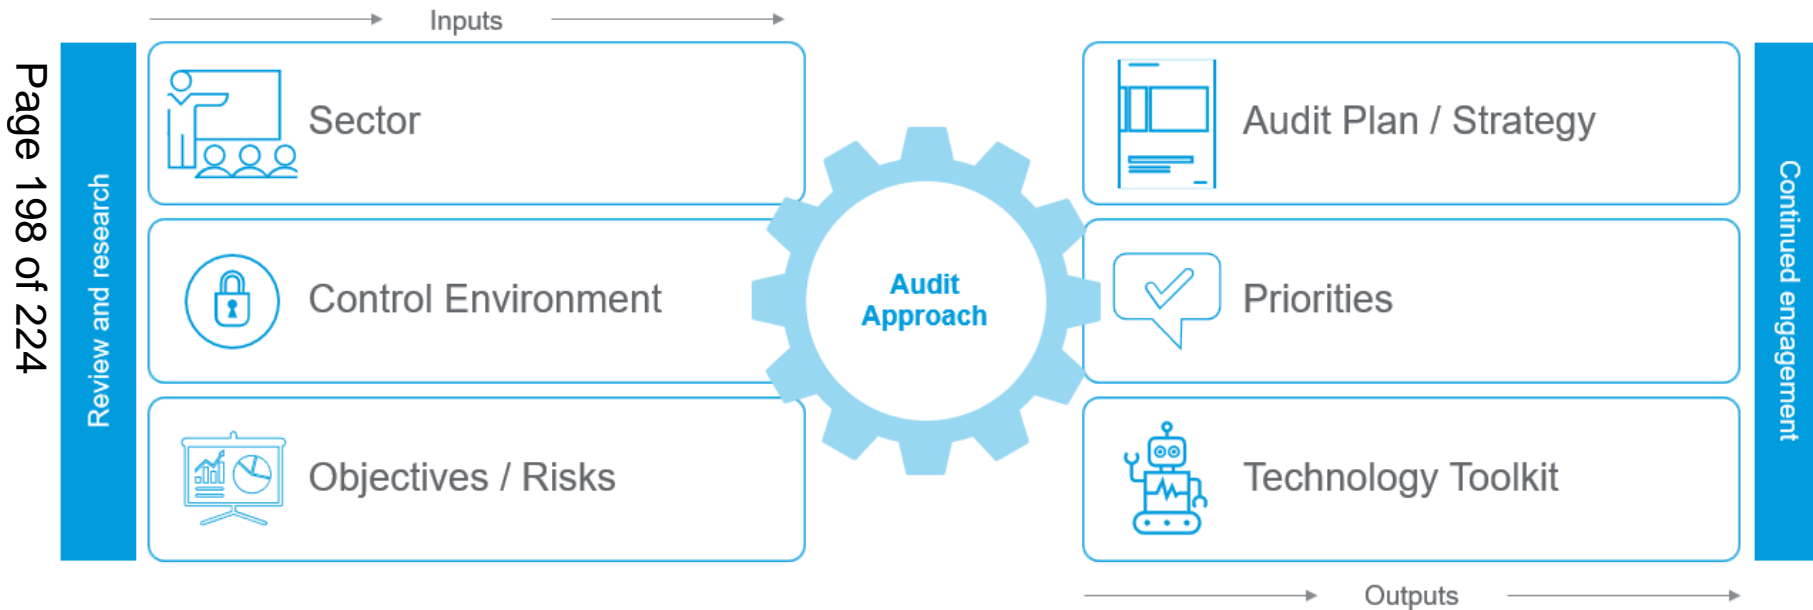 Page 198 of 224
Inputs
Review and research
Sector
Control Environment
Objectives / Risks
Audit
Approach
Audit Plan / Strategy
Priorities
Technology Toolkit
Continued engagement
Outputs